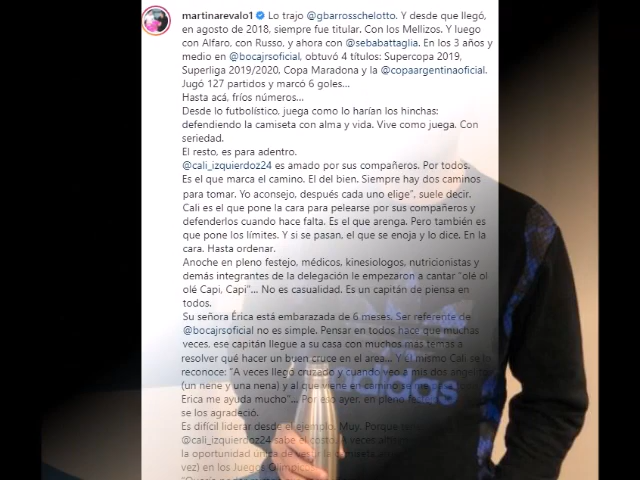 martinarevalo1 Lo trajo @gbarrosschelotto. Y desde que llegó,
en agosto de 2018, siempre fue titular. Con los Mellizos. Y luego
con Alfaro, con Russo, y ahora con @sebabattaglia. En los 3 años y
medio en @bocajrsoficial, obtuvó 4 títulos: Supercopa 2019,
Superliga 2019/2020, Copa Maradona y la @copaargentinaoficial.
Jugó 127 partidos y marcó 6 goles...
Hasta acá, fríos números...
Desde lo futbolístico, juega como lo harían los hinchas:
defendiendo la camiseta con alma y vida. Vive como juega. Con
seriedad.
El resto, es para adentro.
@cali_izquierdoz24 es amado por sus compañeros. Por todos.
Es el que marca el camino. El del bien. Siempre hay dos caminos
para tomar. Yo aconsejo, después cada uno elige", suele decir.
Cali es el que pone la cara para pelearse por sus compañeros y
defenderlos cuando hace falta. Es el que arenga. Pero también es
que pone los límites. Y si se pasan, el que se enoja y lo dice. En la
cara. Hasta ordenar.
Anoche en pleno festejo, médicos, kinesiologos, nutricionistas y
demás integrantes de la delegación le empezaron a cantar "olé ol
olé Capi, Capi"... No es casualidad. Es un capitán de piensa en
todos.
Su señora Erica está embarazada de 6 meses. Ser referente de
@bocajrsoficial no es simple. Pensar en todos hace que muchas
veces, ese capitán llegue a su casa con muchos más temas a
resolver qué hacer un buen cruce en el area... Y él mismo Cali se lo
reconoce: "A veces llego cruzado y cuando veo a mis dos angel
(un nene y una nena) y al que viene en camino se me
Erica me ayuda mucho"... Por eso ayer, en pleno
se los agradeció.
Es difícil liderar desde el ejemplo. Muy. Porque
@cali_izquierdoz24 sabe el costo. A veces
la oportunidad única de vestir la camiseta
vez) en los Juegos